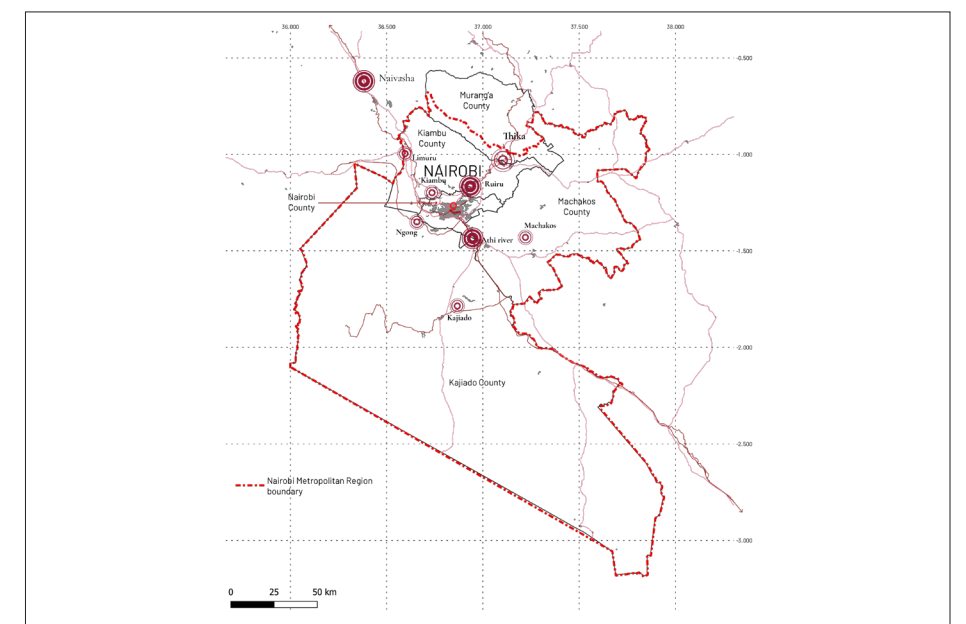 36.000
36.500
37.000
37.500
38.000
-0.500
Naivasha
Murang'a
County
Kiambu
County
Thika
-1.000
Limuru
NAIROBI
Kiambu
Ruiru
Nairobi
County
Machakos
County
Ngong
Machakos
Athi river
-1.500
Kajiado
-2.000
Kajiado County
-2.500
Nairobi Metropolitan Region
boundary
-3.000
0 25 50 km